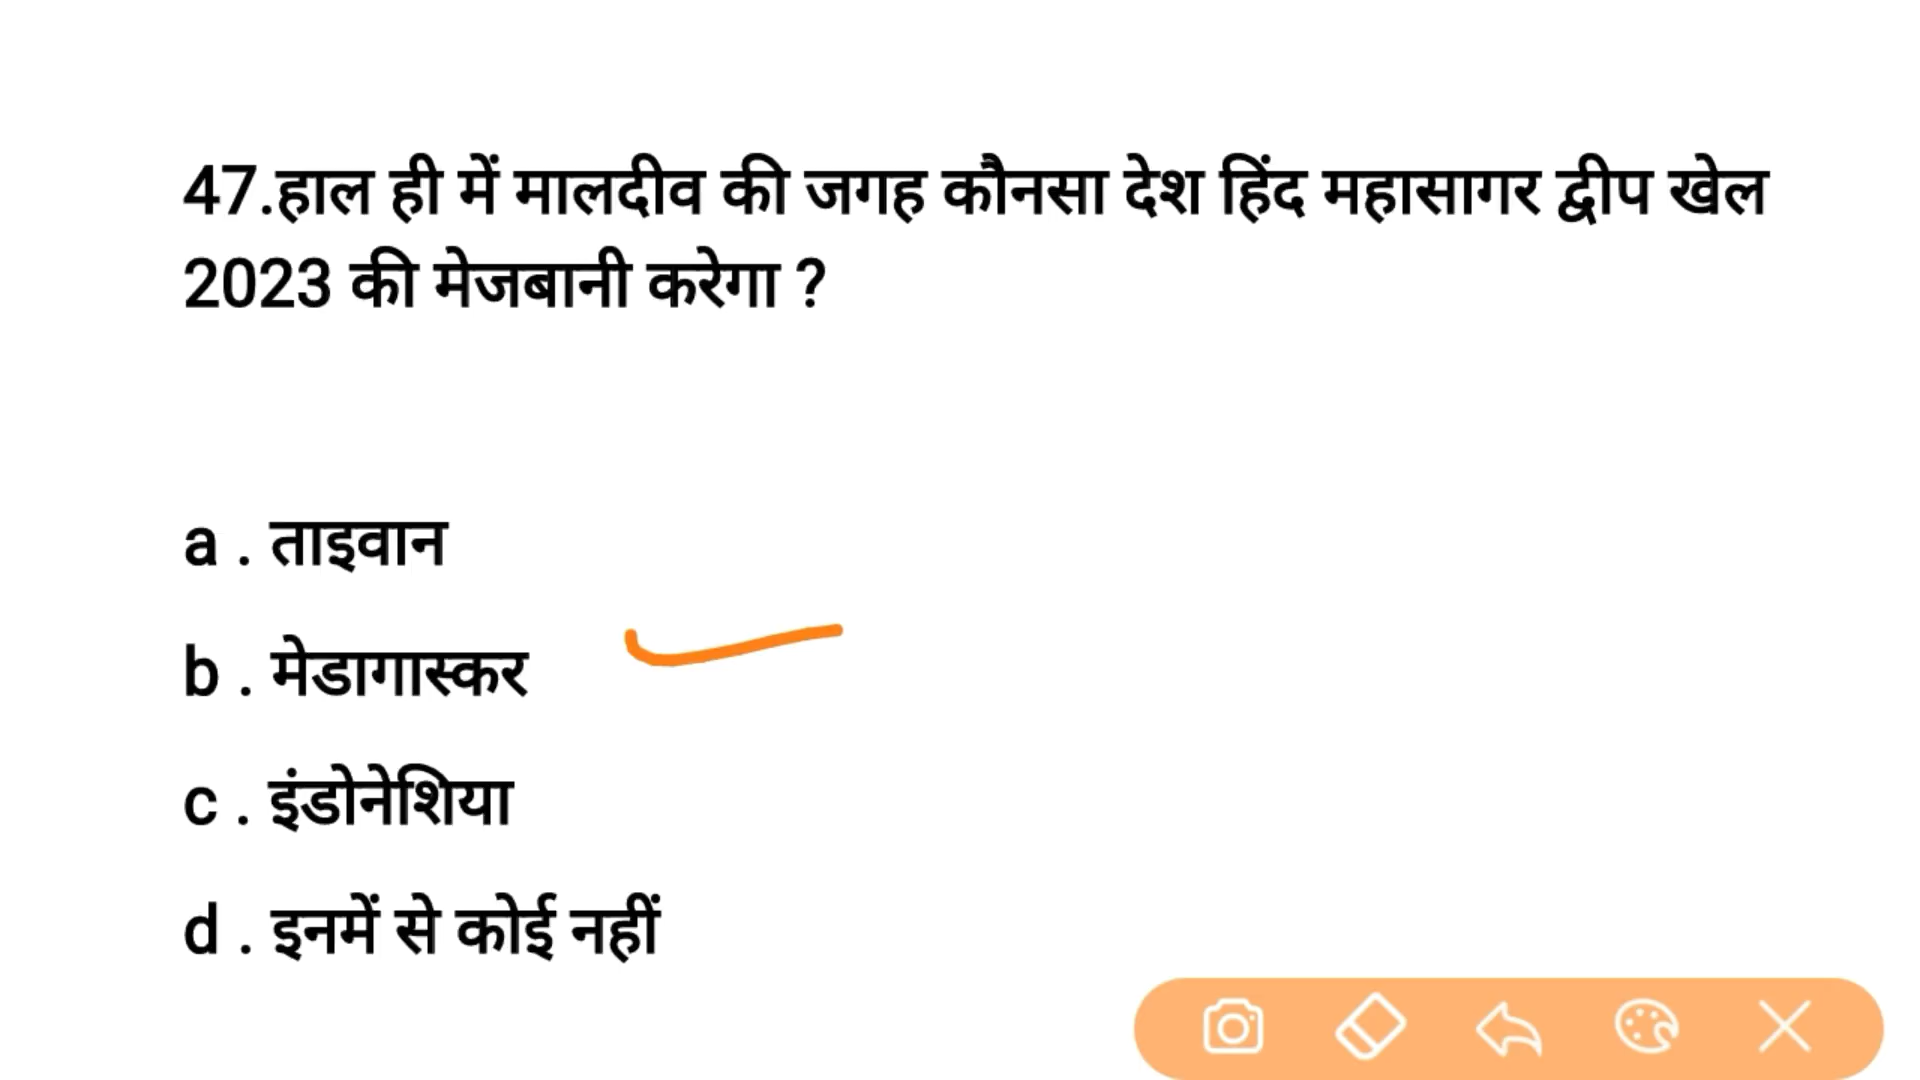 47.हाल ही में मालदीव की जगह कौनसा देश हिंद महासागर द्वीप खेल
2023 की मेजबानी करेगा ?
a . ताइवान
b . मेडागास्कर
c . इंडोनेशिया
d . इनमें से कोई नहीं